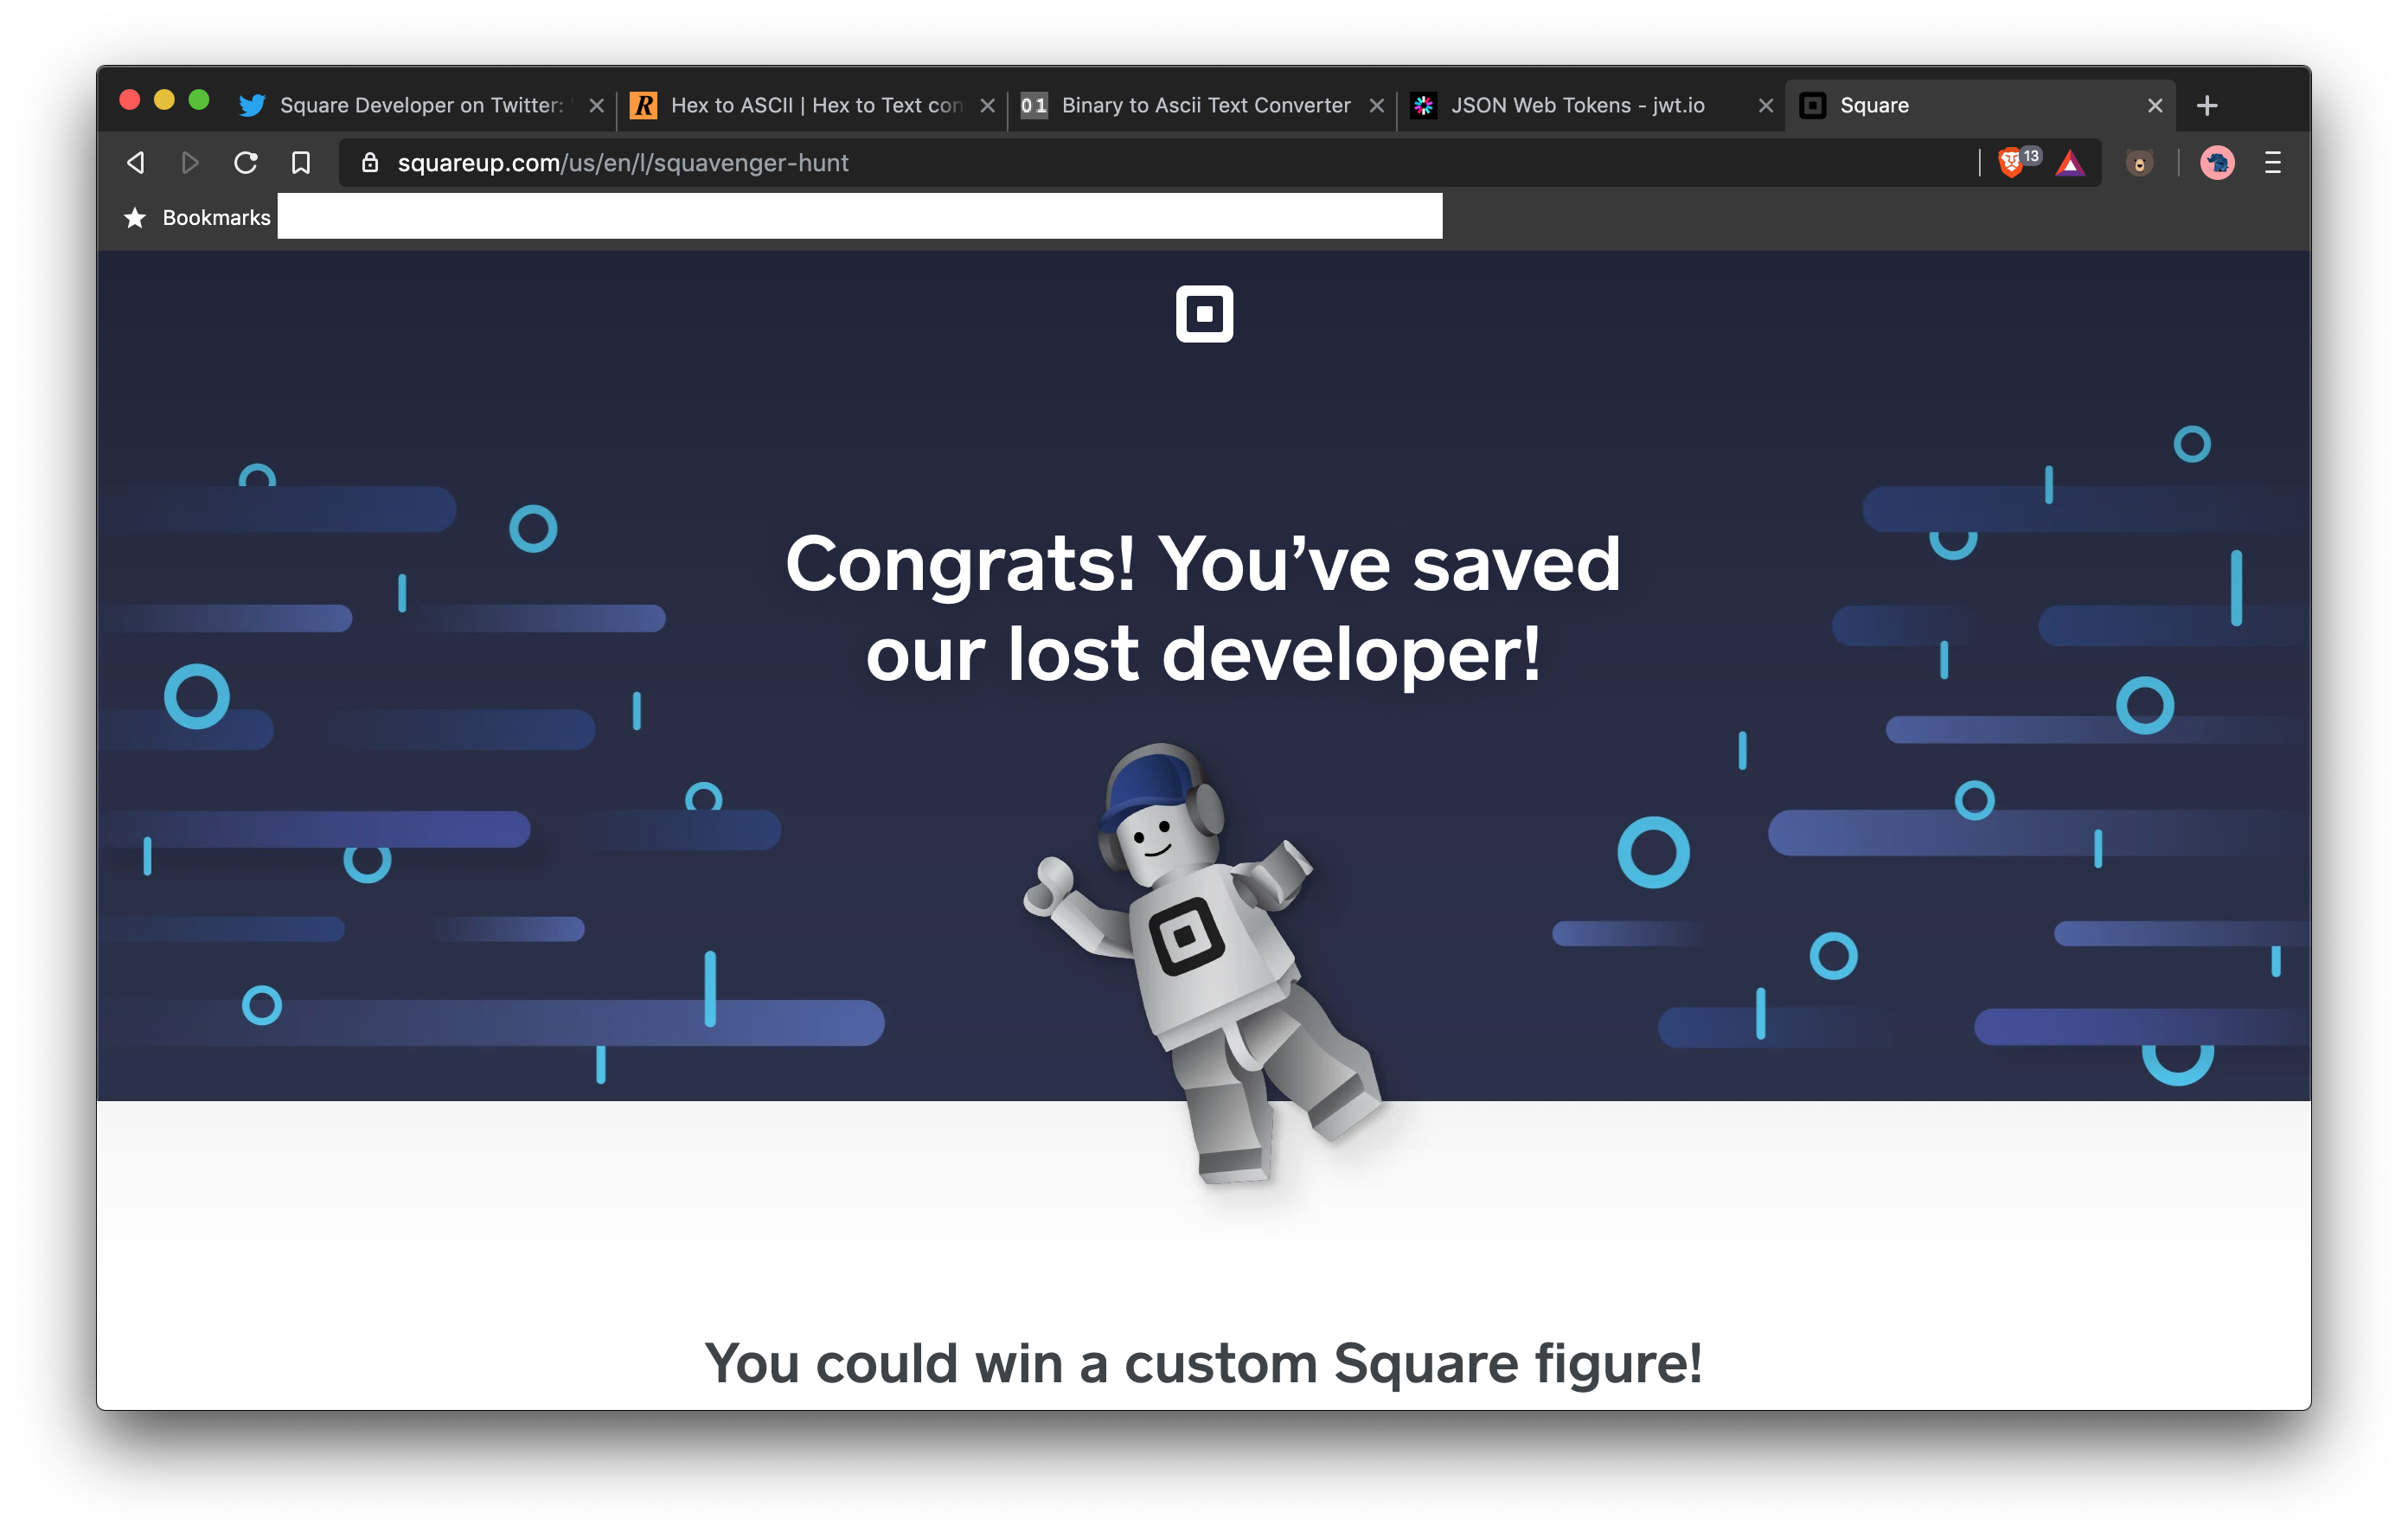 Square Developer on Twitter:
Hex to ASCII | Hex to Text con
01
Binary to Ascii Text Converter
JSON Web Tokens - jwt.io
Square
squareup.com/us/en/l/squavenger-hunt
13
Bookmarks
Congrats! You’ve saved
our lost developer!
You could win a custom Square figure!